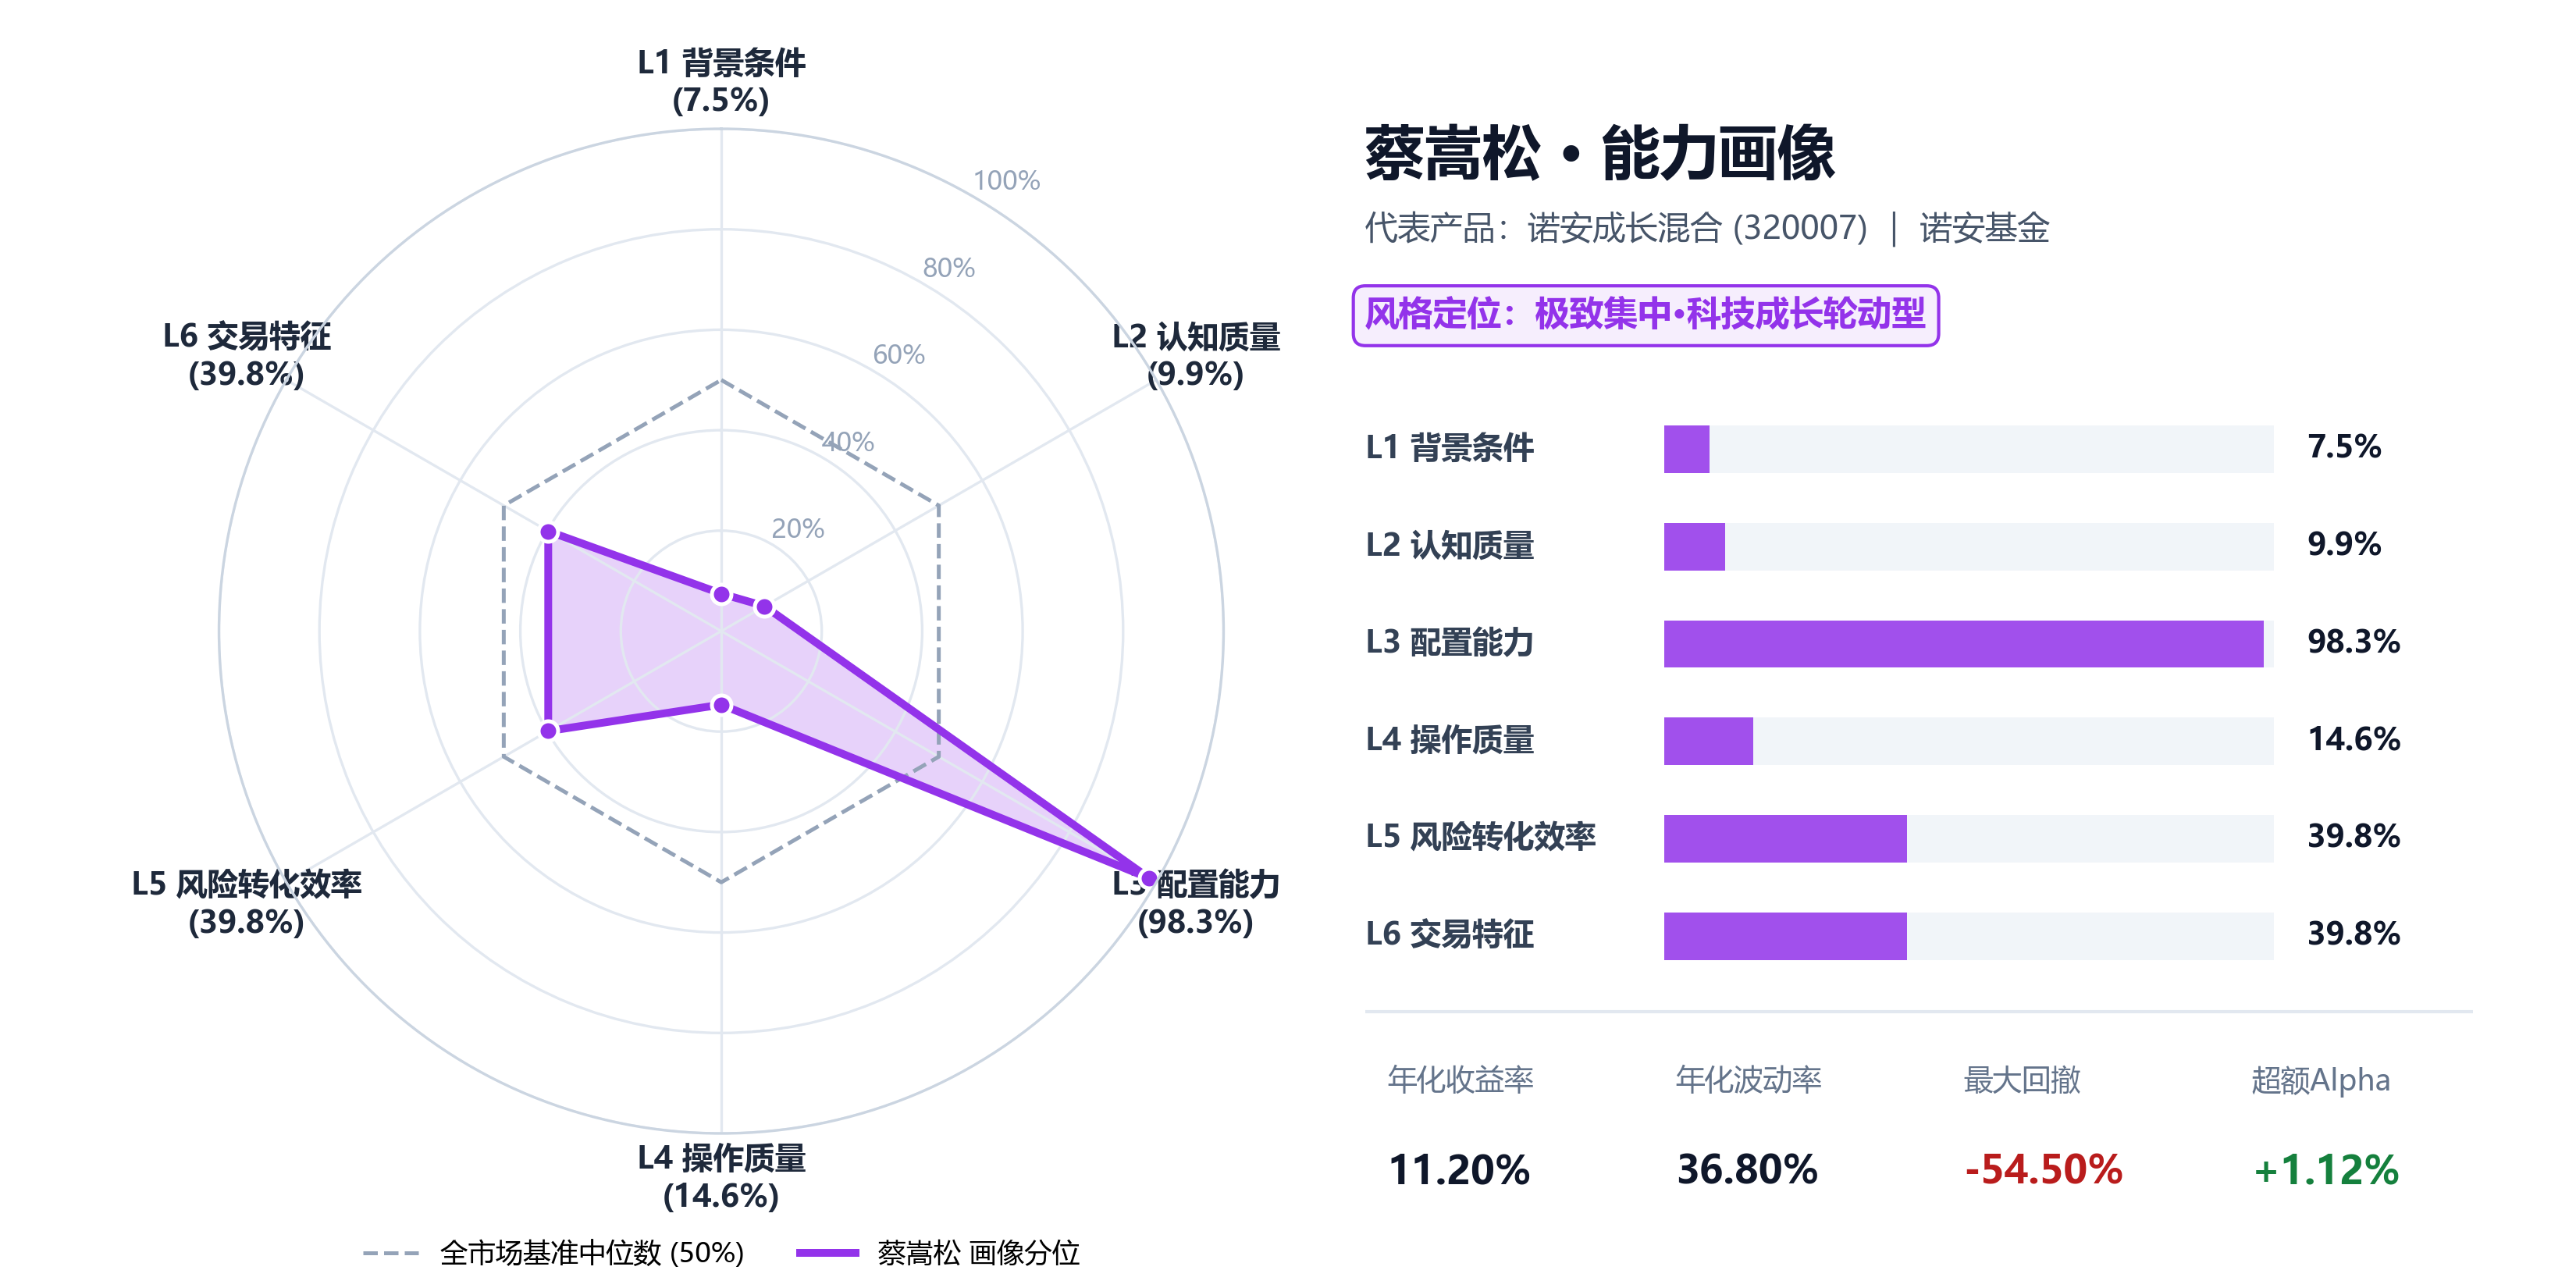 L1 背景条件
(7.5%)
100%
80%
60%
40%
20%
L6 交易特征
(39.8%)
L2 认知质量
(9.9%)
L5 风险转化效率
(39.8%)
L3 配置能力
(98.3%)
L4 操作质量
(14.6%)
全市场基准中位数 (50%)
蔡嵩松 画像分位
蔡嵩松・能力画像
代表产品：诺安成长混合 (320007) ｜ 诺安基金
风格定位：极致集中·科技成长轮动型
L1 背景条件 7.5%
L2 认知质量 9.9%
L3 配置能力 98.3%
L4 操作质量 14.6%
L5 风险转化效率 39.8%
L6 交易特征 39.8%
年化收益率 年化波动率 最大回撤 超额Alpha
11.20% 36.80% -54.50% +1.12%